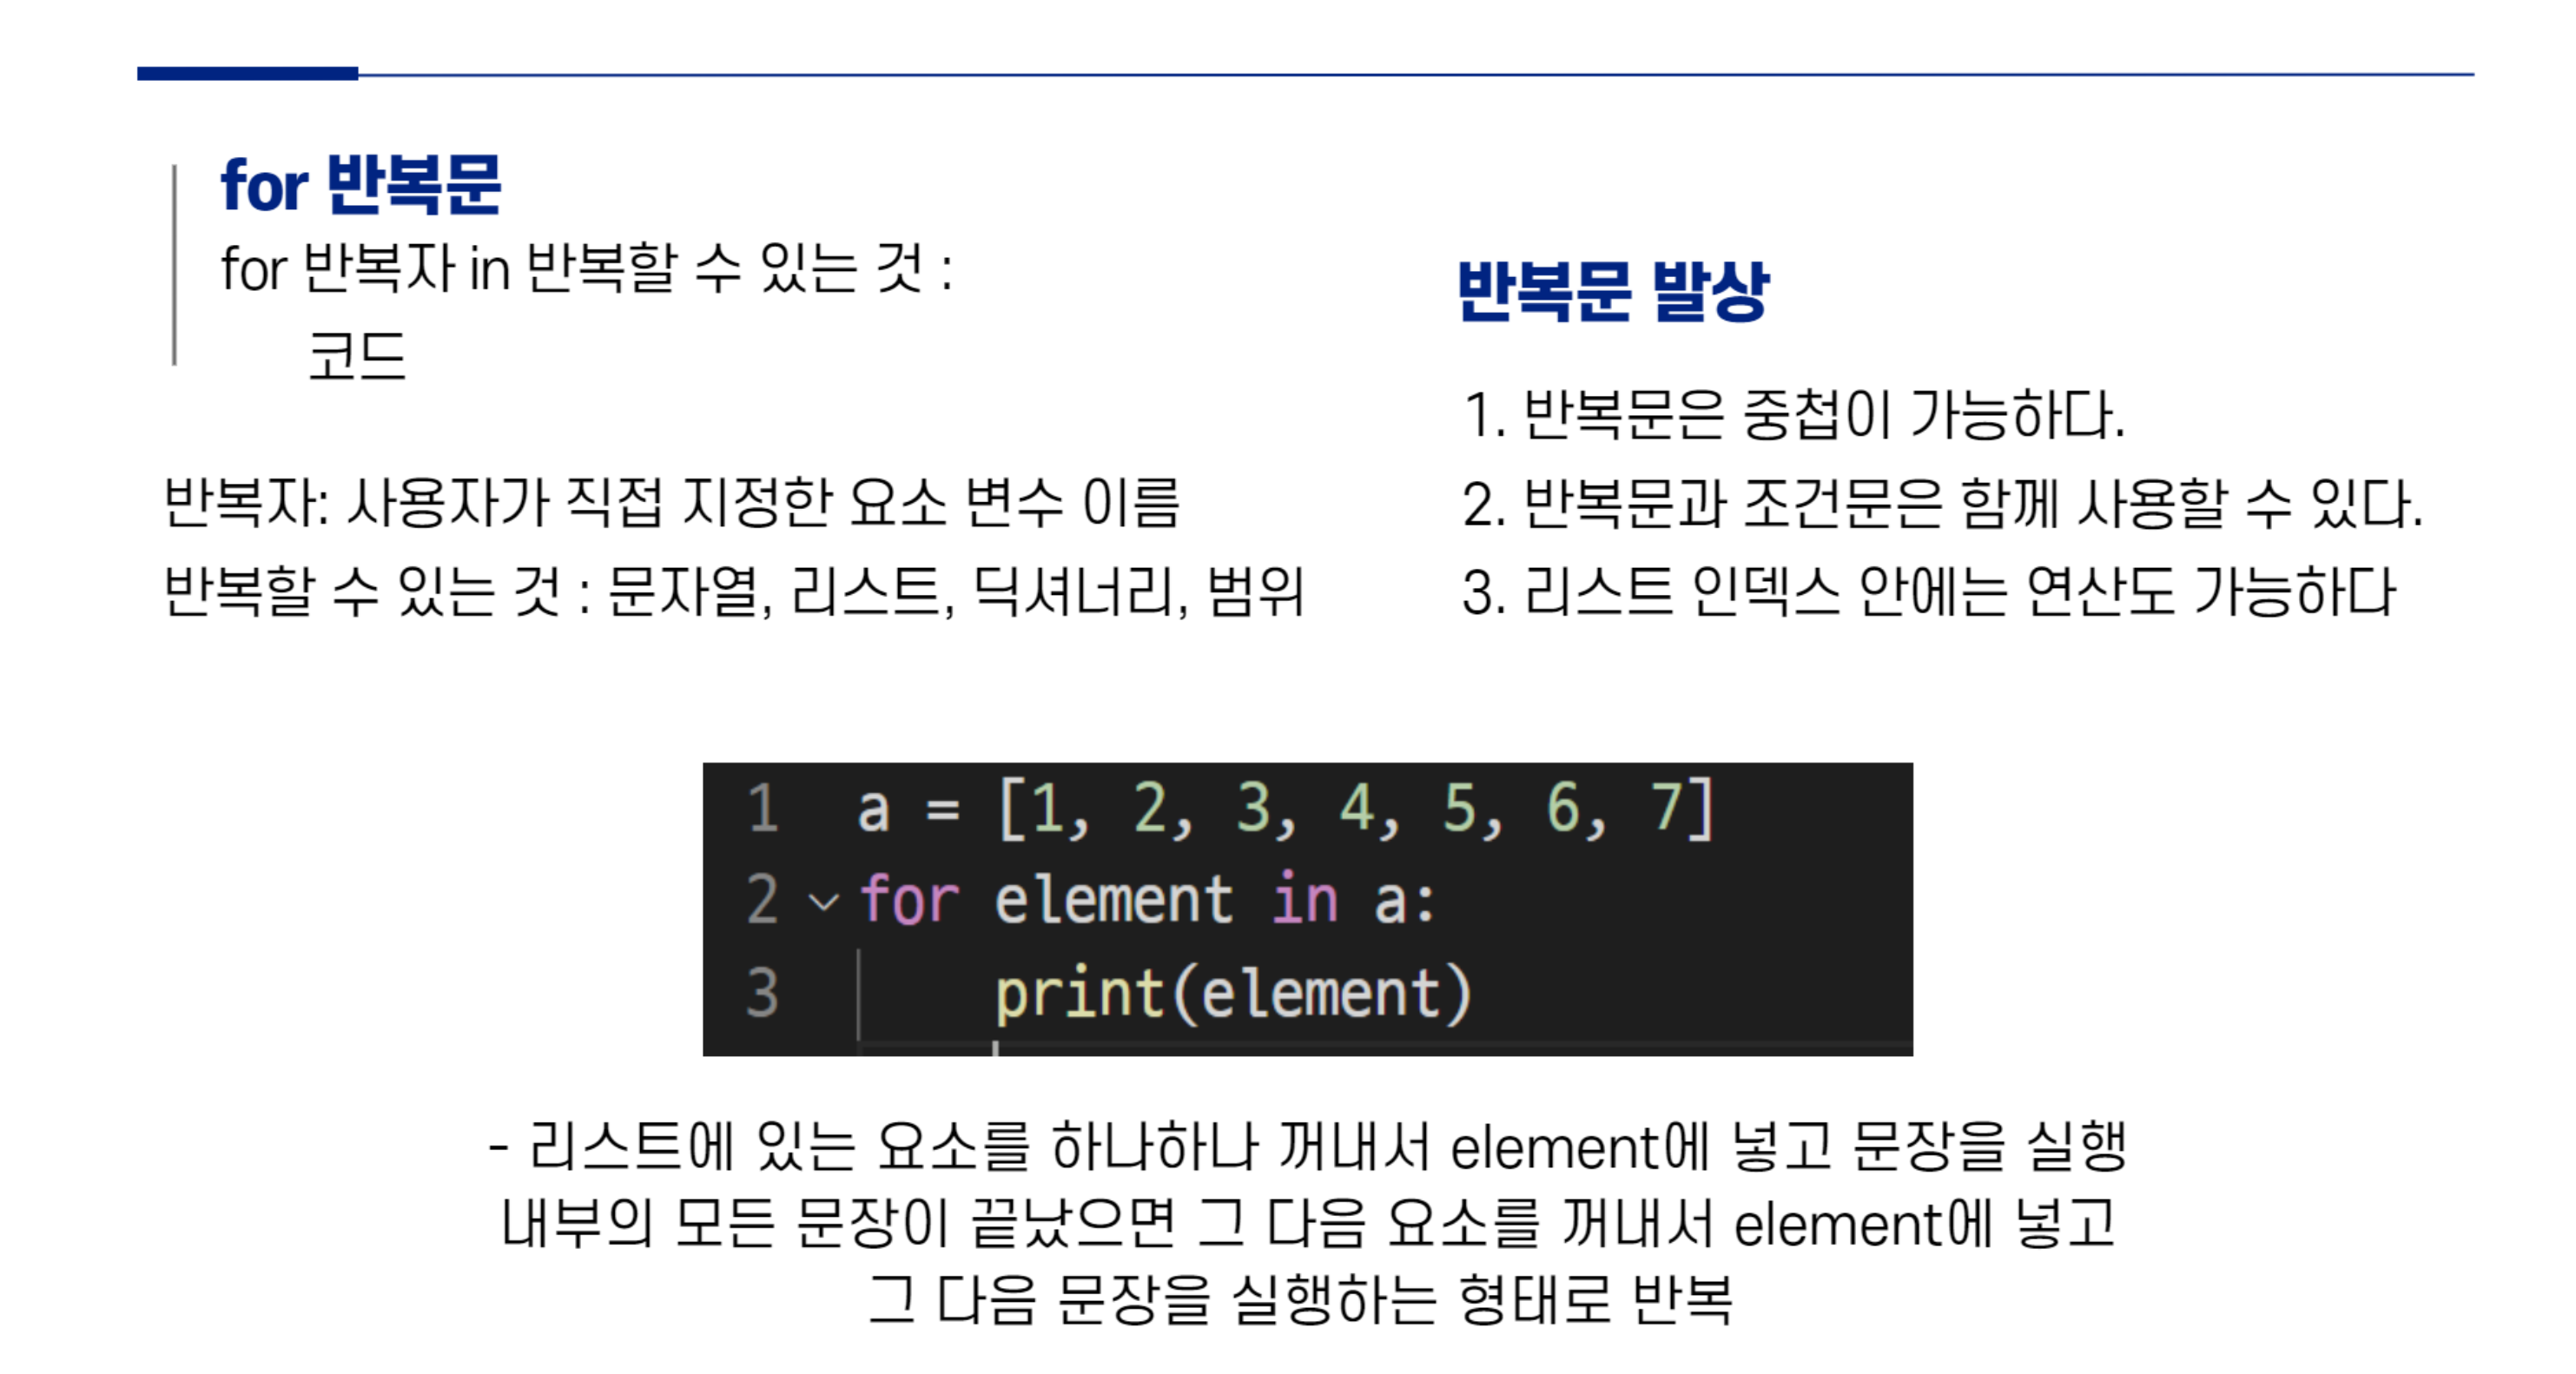 for 반복문
for 반복자 in 반복할 수 있는 것 :
코드
반복자: 사용자가 직접 지정한 요소 변수 이름
반복할 수 있는 것 : 문자열, 리스트, 딕셔너리, 범위
반복문 발상
1. 반복문은 중첩이 가능하다.
2. 반복문과 조건문은 함께 사용할 수 있다.
3. 리스트 인덱스 안에는 연산도 가능하다
1 a = [1, 2, 3, 4, 5, 6, 7]
2 for element in a:
3 print(element)
- 리스트에 있는 요소를 하나하나 꺼내서 element에 넣고 문장을 실행
내부의 모든 문장이 끝났으면 그 다음 요소를 꺼내서 element에 넣고
그 다음 문장을 실행하는 형태로 반복